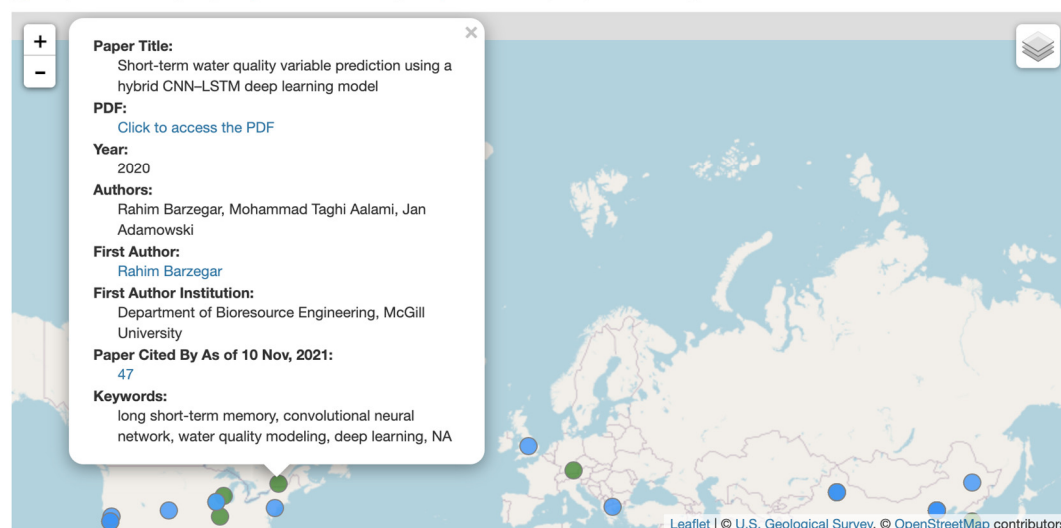 +
−
×
Paper Title:
Short-term water quality variable prediction using a
hybrid CNN–LSTM deep learning model
PDF:
Click to access the PDF
Year:
2020
Authors:
Rahim Barzegar, Mohammad Taghi Aalami, Jan
Adamowski
First Author:
Rahim Barzegar
First Author Institution:
Department of Bioresource Engineering, McGill
University
Paper Cited By As of 10 Nov, 2021:
47
Keywords:
long short-term memory, convolutional neural
network, water quality modeling, deep learning, NA
Leaflet | © U.S. Geological Survey, © OpenStreetMap contributor